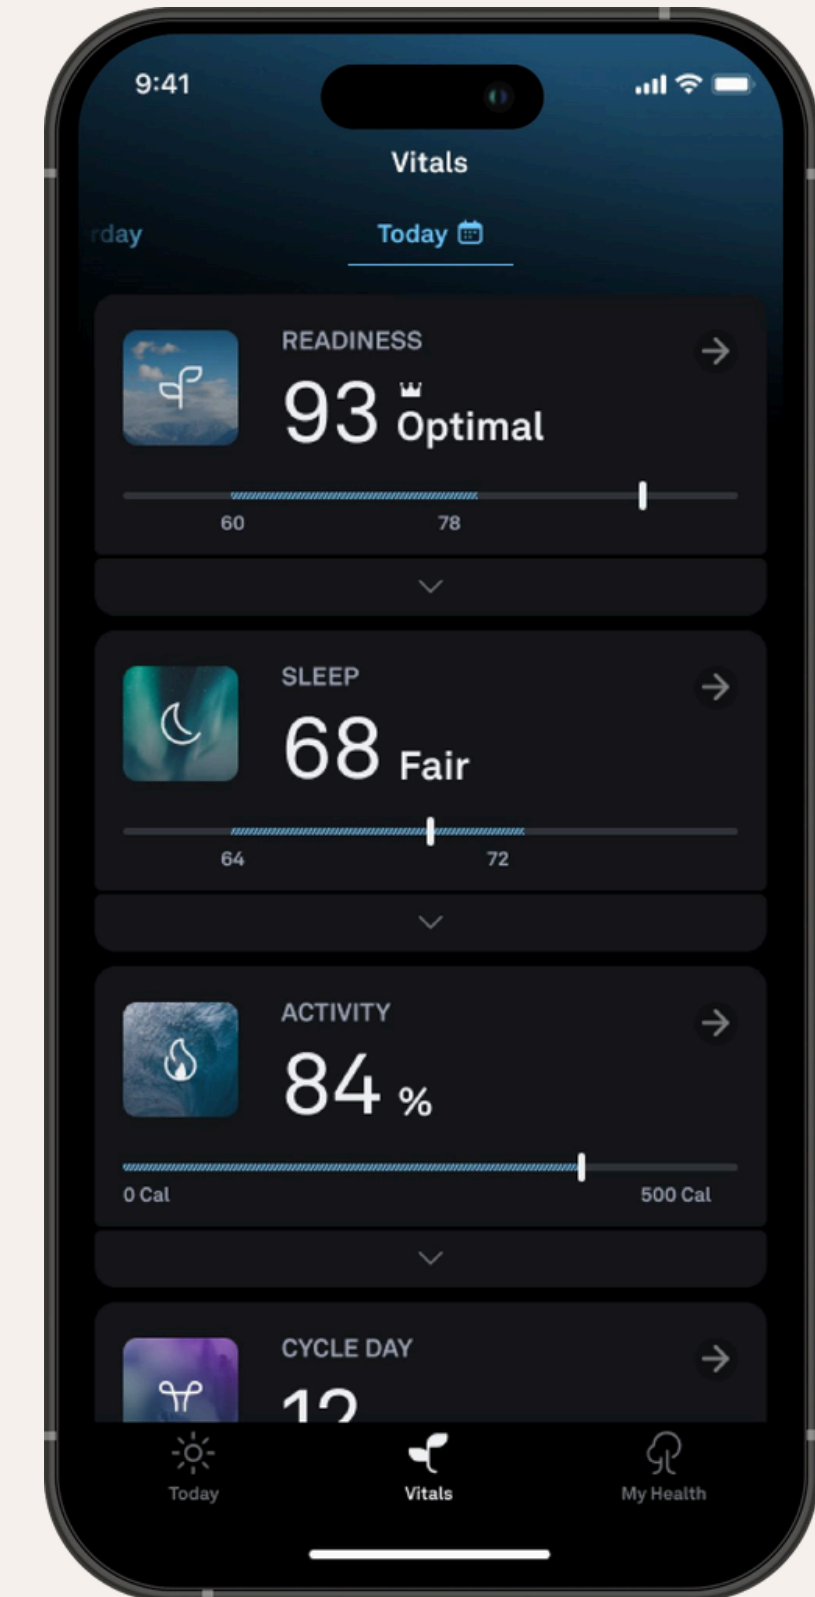 9:41
Vitals
rday
Today
READINESS
93 Optimal
60 78
SLEEP
68 Fair
64 72
ACTIVITY
84 %
0 Cal 500 Cal
CYCLE DAY
12
Today Vitals My Health